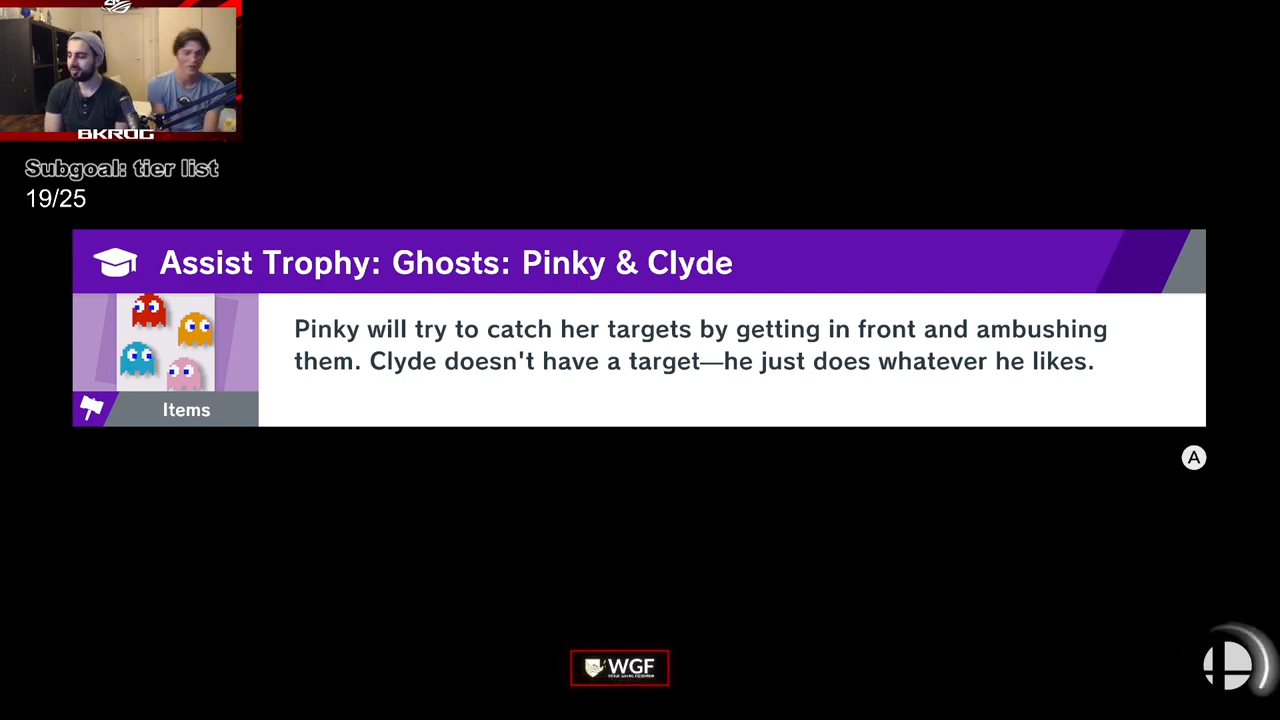 BKROG
Subgoal: tier list
19/25
Assist Trophy: Ghosts: Pinky & Clyde
Pinky will try to catch her targets by getting in front and ambushing
them. Clyde doesn't have a target—he just does whatever he likes.
Items
A
WGF